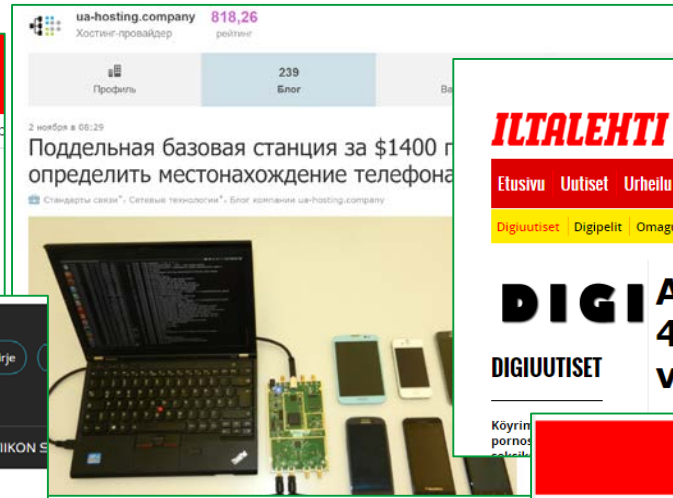 ua-hosting.company 818,26
Хостинг-провайдер рейтинг
Профиль
239
Блог
2 ноября в 08:29
Поддельная базовая станция за $1400
определить местонахождение телефона
Стандарты связи*, Сетевые технологии*, Блог компании ua-hosting.company
ILTALEHTI
Etusivu Uutiset Urheilu
Digiuutiset Digipelit
DIGI
DIGIUUTISET